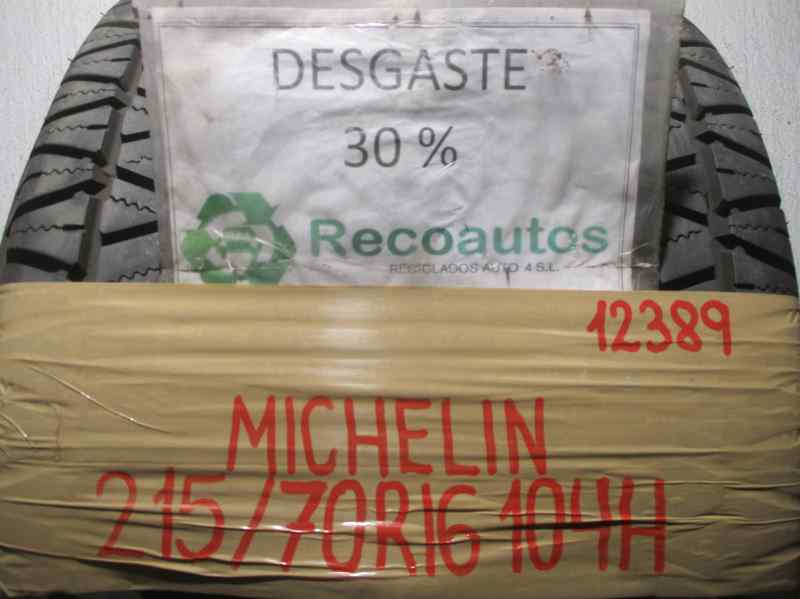 DESGASTE
30 %
Recoautos
RECICLADOS AUTO 4 S.L.
12389
MICHELIN
215/70R16 104H